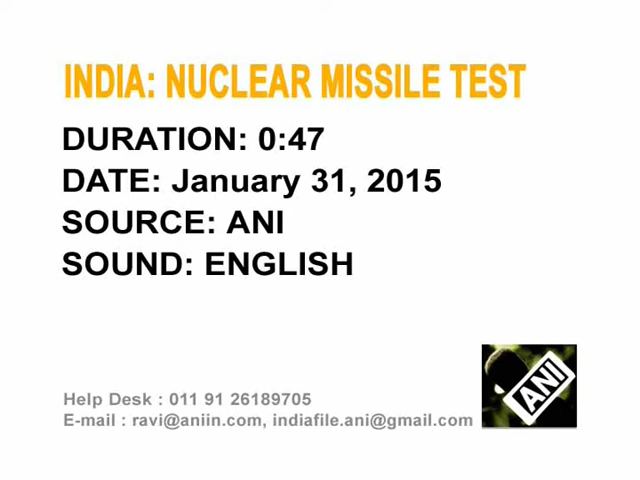 INDIA: NUCLEAR MISSILE TEST
DURATION: 0:47
DATE: January 31, 2015
SOURCE: ANI
SOUND: ENGLISH
ANI
Help Desk : 011 91 26189705
E-mail : ravi@aniin.com, indiafile.ani@gmail.com